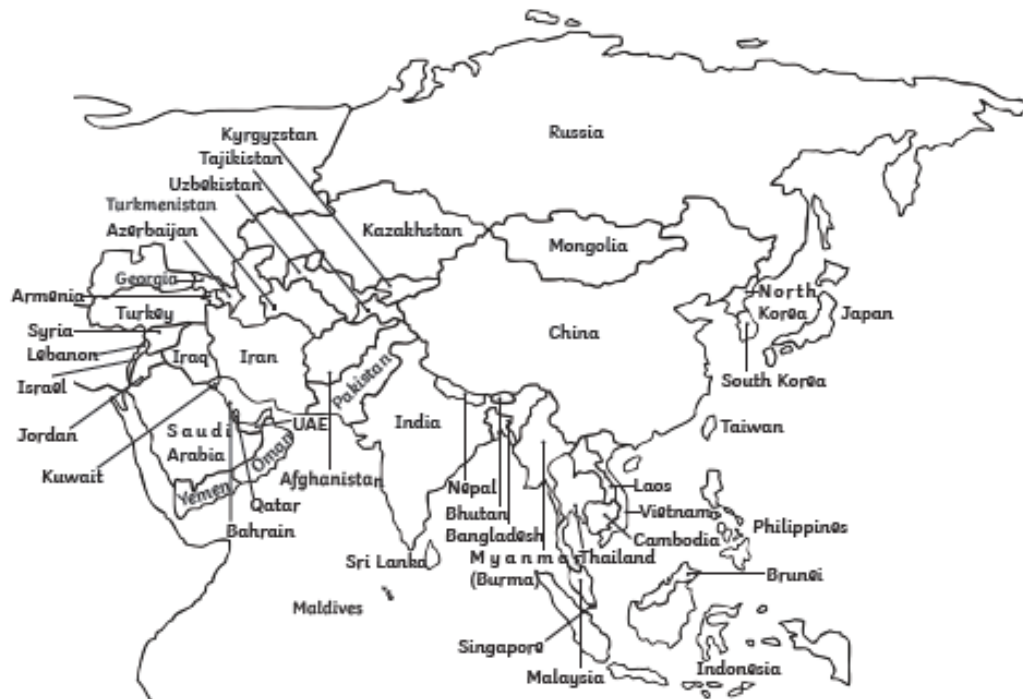 Kyrgyzstan
Tajikistan
Uzbekistan
Turkmenistan
Azerbaijan
Georgia
Armenia
Turkey
Syria
Lebanon
Israel
Jordan
Kuwait
Iraq
Iran
Saudi
Arabia
Yemen
Oman
UAE
Qatar
Bahrain
Afghanistan
Pakistan
Russia
Kazakhstan
Mongolia
China
North
Korea
Japan
South Korea
Taiwan
India
Nepal
Bhutan
Bangladesh
Myanmar
(Burma)
Thailand
Laos
Vietnam
Cambodia
Philippines
Brunei
Sri Lanka
Maldives
Singapore
Malaysia
Indonesia